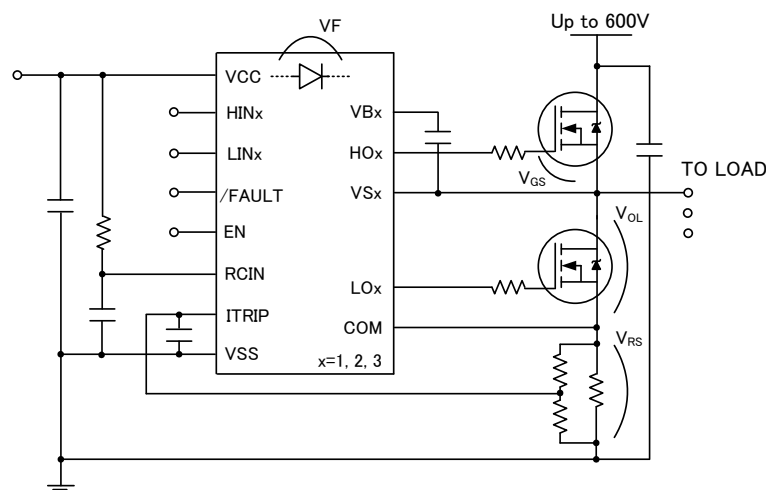 Up to 600V
VF
VCC
HINx
LINx
/FAULT
EN
RCIN
ITRIP
VSS
VBx
HOx
VSx
LOx
COM
x=1, 2, 3
VGS
TO LOAD
VOL
VRS